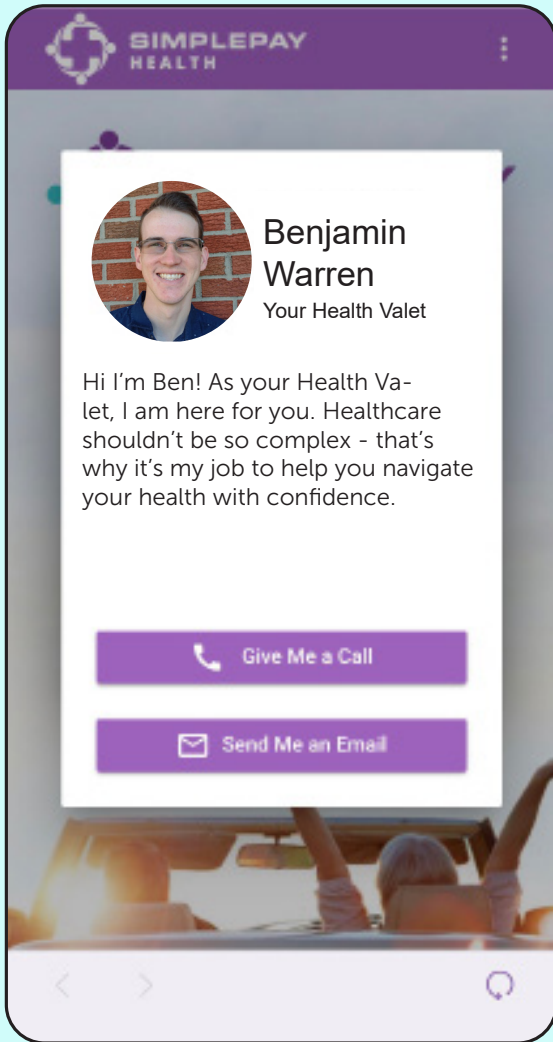 SIMPLEPAY
HEALTH
Benjamin
Warren
Your Health Valet
Hi I’m Ben! As your Health Va-
let, I am here for you. Healthcare
shouldn’t be so complex - that’s
why it’s my job to help you navigate
your health with confidence.
Give Me a Call
Send Me an Email